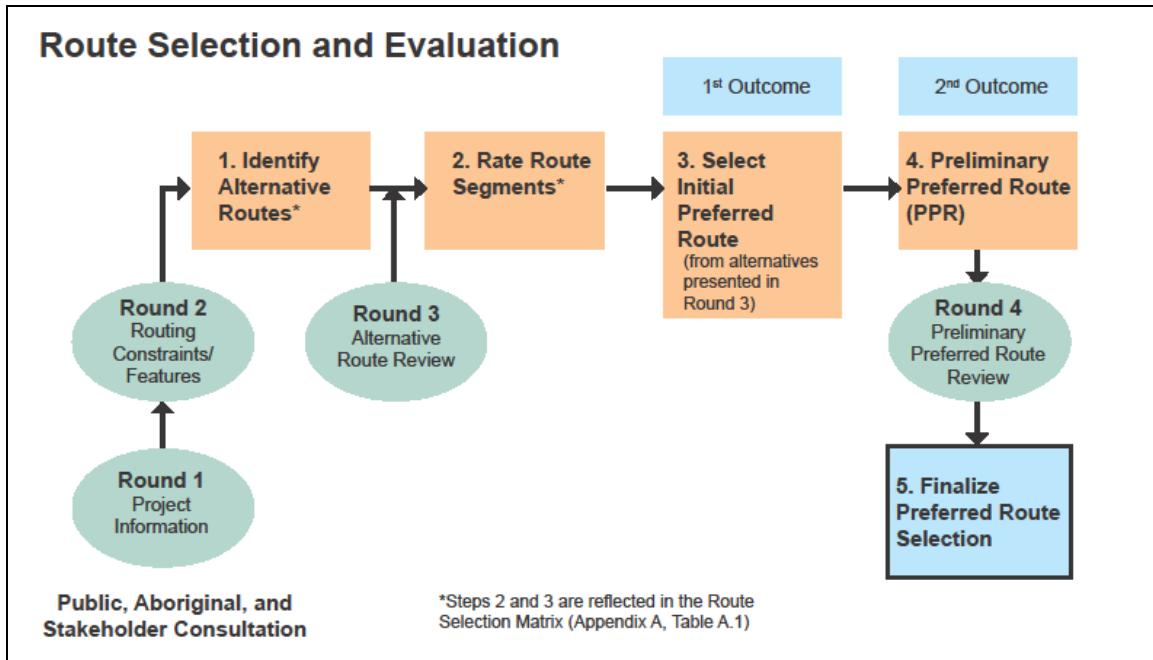 Route Selection and Evaluation
1st Outcome
2nd Outcome
1. Identify
Alternative
Routes*
2. Rate Route
Segments*
3. Select
Initial
Preferred
Route
(from alternatives
presented in
Round 3)
4. Preliminary
Preferred Route
(PPR)
Round 2
Routing
Constraints/
Features
Round 3
Alternative
Route Review
Round 4
Preliminary
Preferred Route
Review
Round 1
Project
Information
5. Finalize
Preferred Route
Selection
Public, Aboriginal, and
Stakeholder Consultation
*Steps 2 and 3 are reflected in the Route
Selection Matrix (Appendix A, Table A.1)